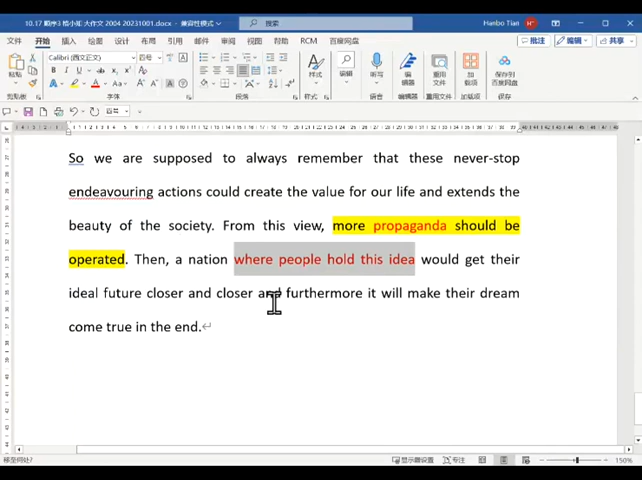 10.17 顺序3 杨小矩 大作文 2004 20231001.docx - 兼容性模式
搜索
Hanbo Tian
文件 开始 插入 绘图 设计 布局 引用 邮件 审阅 视图 帮助 RCM 百度网盘
批注 编辑 共享
粘贴
Calibri (西文正文) 四号
样式
编辑
听写
编辑器
重用文件
加载项
保存到百度网盘
剪贴板 字体 段落 样式 语音 编辑器 重用文件 加载项 保存
四号
So we are supposed to always remember that these never-stop
endeavouring actions could create the value for our life and extends the
beauty of the society. From this view, more propaganda should be
operated. Then, a nation where people hold this idea would get their
ideal future closer and closer and furthermore it will make their dream
come true in the end.
移至何处?
显示器设置 专注
150%